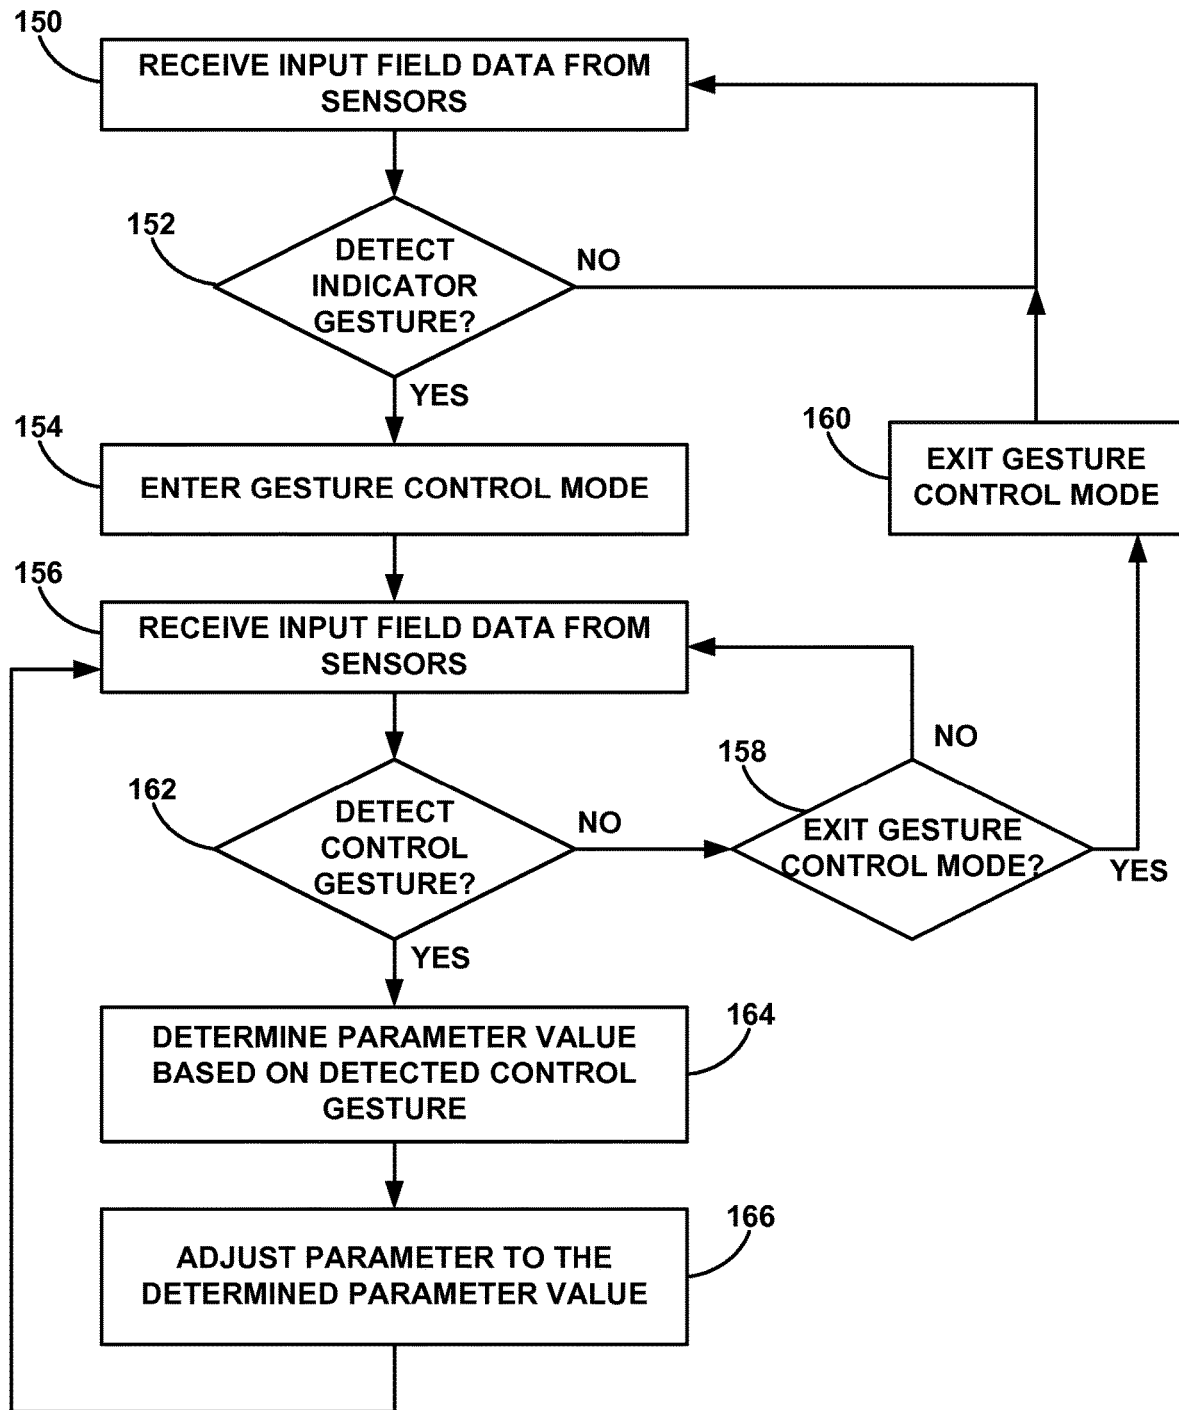 150
RECEIVE INPUT FIELD DATA FROM
SENSORS
152
DETECT
INDICATOR
GESTURE?
NO
YES
154
ENTER GESTURE CONTROL MODE
160
EXIT GESTURE
CONTROL MODE
156
RECEIVE INPUT FIELD DATA FROM
SENSORS
162
DETECT
CONTROL
GESTURE?
NO
158
EXIT GESTURE
CONTROL MODE?
NO
YES
YES
164
DETERMINE PARAMETER VALUE
BASED ON DETECTED CONTROL
GESTURE
166
ADJUST PARAMETER TO THE
DETERMINED PARAMETER VALUE